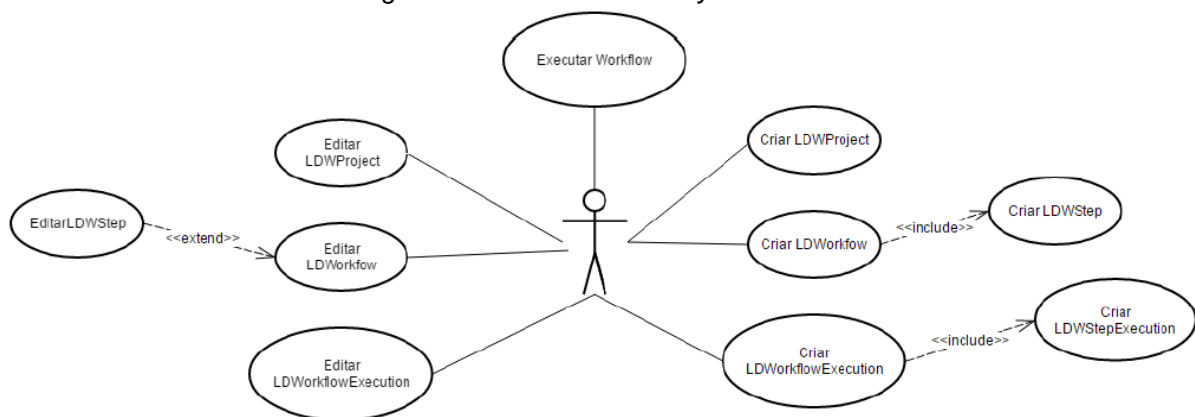 Executar Workflow
Editar
LDWProject
Criar LDWProject
EditarLDWStep
<<extend>>
Editar
LDWorkfow
Criar LDWorkfow
<<include>>
Criar LDWStep
Editar
LDWorkflowExecution
Criar
LDWorkflowExecution
<<include>>
Criar
LDWStepExecution